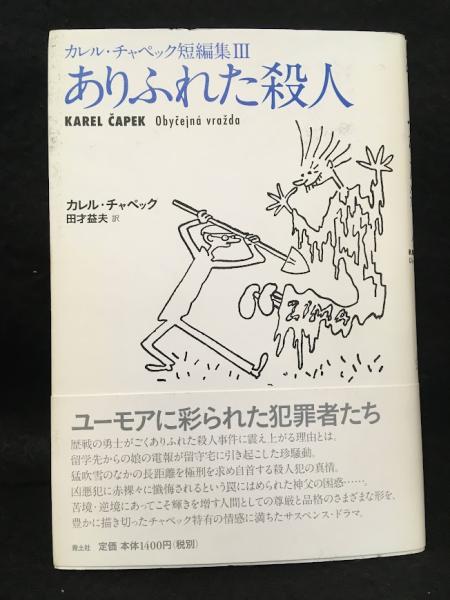 カレル・チャペック短編集Ⅲ
ありふれた殺人
KAREL ČAPEK Obyčejná vražda
カレル・チャペック
田才益夫 訳
ユーモアに彩られた犯罪者たち
歴戦の勇士がごくありふれた殺人事件に震え上がる理由とは。
留学先からの娘の電報が留守宅に引き起こした珍騒動。
猛吹雪のなかの長距離を極刑を求め自首する殺人犯の真情。
凶悪犯に赤裸々に懺悔されるという罠にはめられた神父の困惑……。
苦境・逆境にあってこそ輝きを増す人間としての尊厳と品格のさまざまな形を、
豊かに描き切ったチャペック特有の情感に満ちたサスペンス・ドラマ。
青土社 定価 本体1400円(税別)